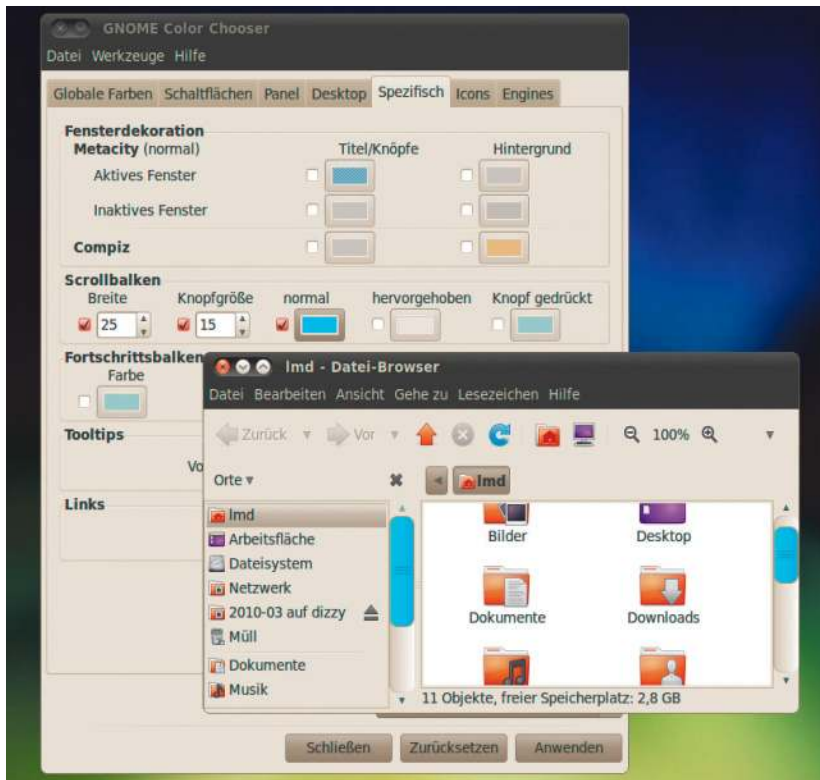 GNOME Color Chooser
Datei Werkzeuge Hilfe
Globale Farben Schaltflächen Panel Desktop Spezifisch Icons Engines
Fensterdekoration
Metacity (normal) Titel/Knöpfe Hintergrund
Aktives Fenster
Inaktives Fenster
Compiz
Scrollbalken
Breite Knopfgröße normal hervorgehoben Knopf gedrückt
25 15
Fortschrittsbalken
Farbe
Tooltips
Vo
Links
lmd - Datei-Browser
Datei Bearbeiten Ansicht Gehe zu Lesezeichen Hilfe
Zurück Vor 100%
Orte lmd
lmd
Arbeitsfläche
Dateisystem
Netzwerk
2010-03 auf dizzy
Müll
Dokumente
Musik
Bilder Desktop
Dokumente Downloads
11 Objekte, freier Speicherplatz: 2,8 GB
Schließen Zurücksetzen Anwenden